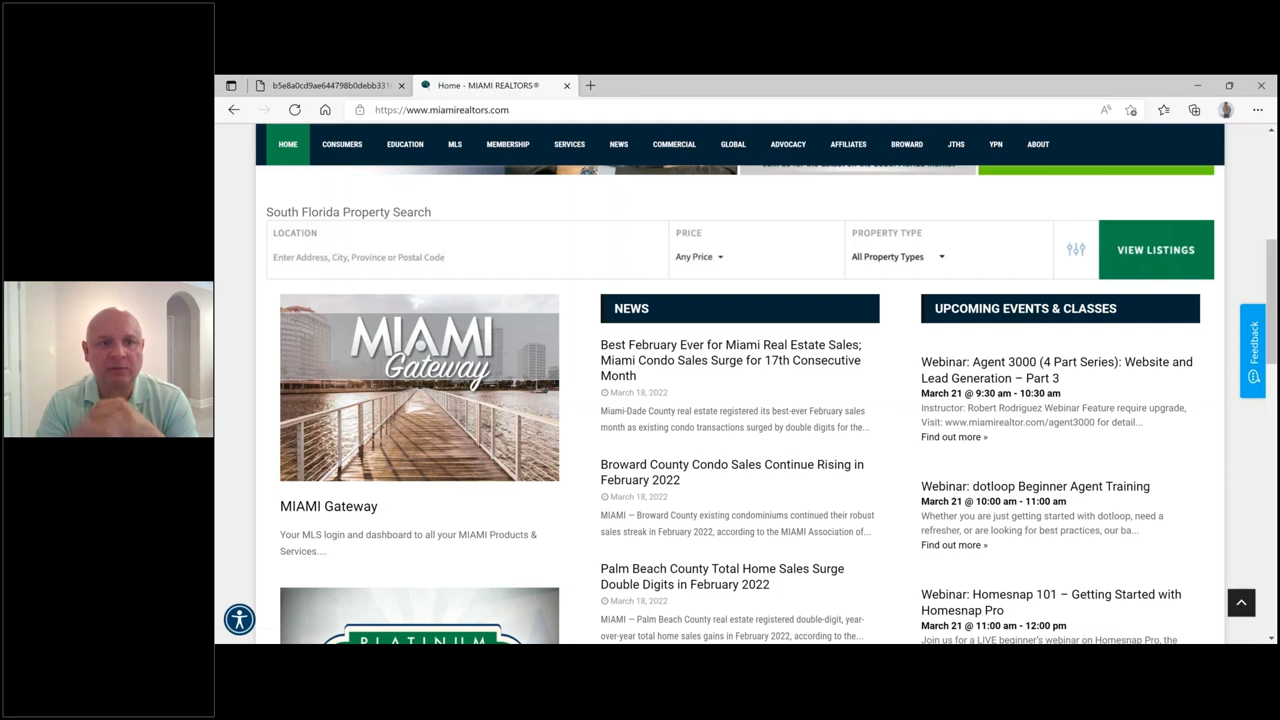 b5e8a0cd9ae644798b0debb331
Home - MIAMI REALTORS®
https://www.miamirealtors.com
HOME
CONSUMERS
EDUCATION
MLS
MEMBERSHIP
SERVICES
NEWS
COMMERCIAL
GLOBAL
ADVOCACY
AFFILIATES
BROWARD
JTHS
YPN
ABOUT
South Florida Property Search
LOCATION
Enter Address, City, Province or Postal Code
PRICE
Any Price
PROPERTY TYPE
All Property Types
VIEW LISTINGS
MIAMI
Gateway
MIAMI Gateway
Your MLS login and dashboard to all your MIAMI Products &
Services....
PLATINUM
NEWS
Best February Ever for Miami Real Estate Sales;
Miami Condo Sales Surge for 17th Consecutive
Month
March 18, 2022
Miami-Dade County real estate registered its best-ever February sales
month as existing condo transactions surged by double digits for the...
Broward County Condo Sales Continue Rising in
February 2022
March 18, 2022
MIAMI — Broward County existing condominiums continued their robust
sales streak in February 2022, according to the MIAMI Association of...
Palm Beach County Total Home Sales Surge
Double Digits in February 2022
March 18, 2022
MIAMI — Palm Beach County real estate registered double-digit, year-
over-year total home sales gains in February 2022, according to the...
UPCOMING EVENTS & CLASSES
Webinar: Agent 3000 (4 Part Series): Website and
Lead Generation – Part 3
March 21 @ 9:30 am - 10:30 am
Instructor: Robert Rodriguez Webinar Feature require upgrade,
Visit: www.miamirealtor.com/agent3000 for detail...
Find out more »
Webinar: dotloop Beginner Agent Training
March 21 @ 10:00 am - 11:00 am
Whether you are just getting started with dotloop, need a
refresher, or are looking for best practices, our ba...
Find out more »
Webinar: Homesnap 101 – Getting Started with
Homesnap Pro
March 21 @ 11:00 am - 12:00 pm
Join us for a LIVE beginner's webinar on Homesnap Pro, the
Feedback